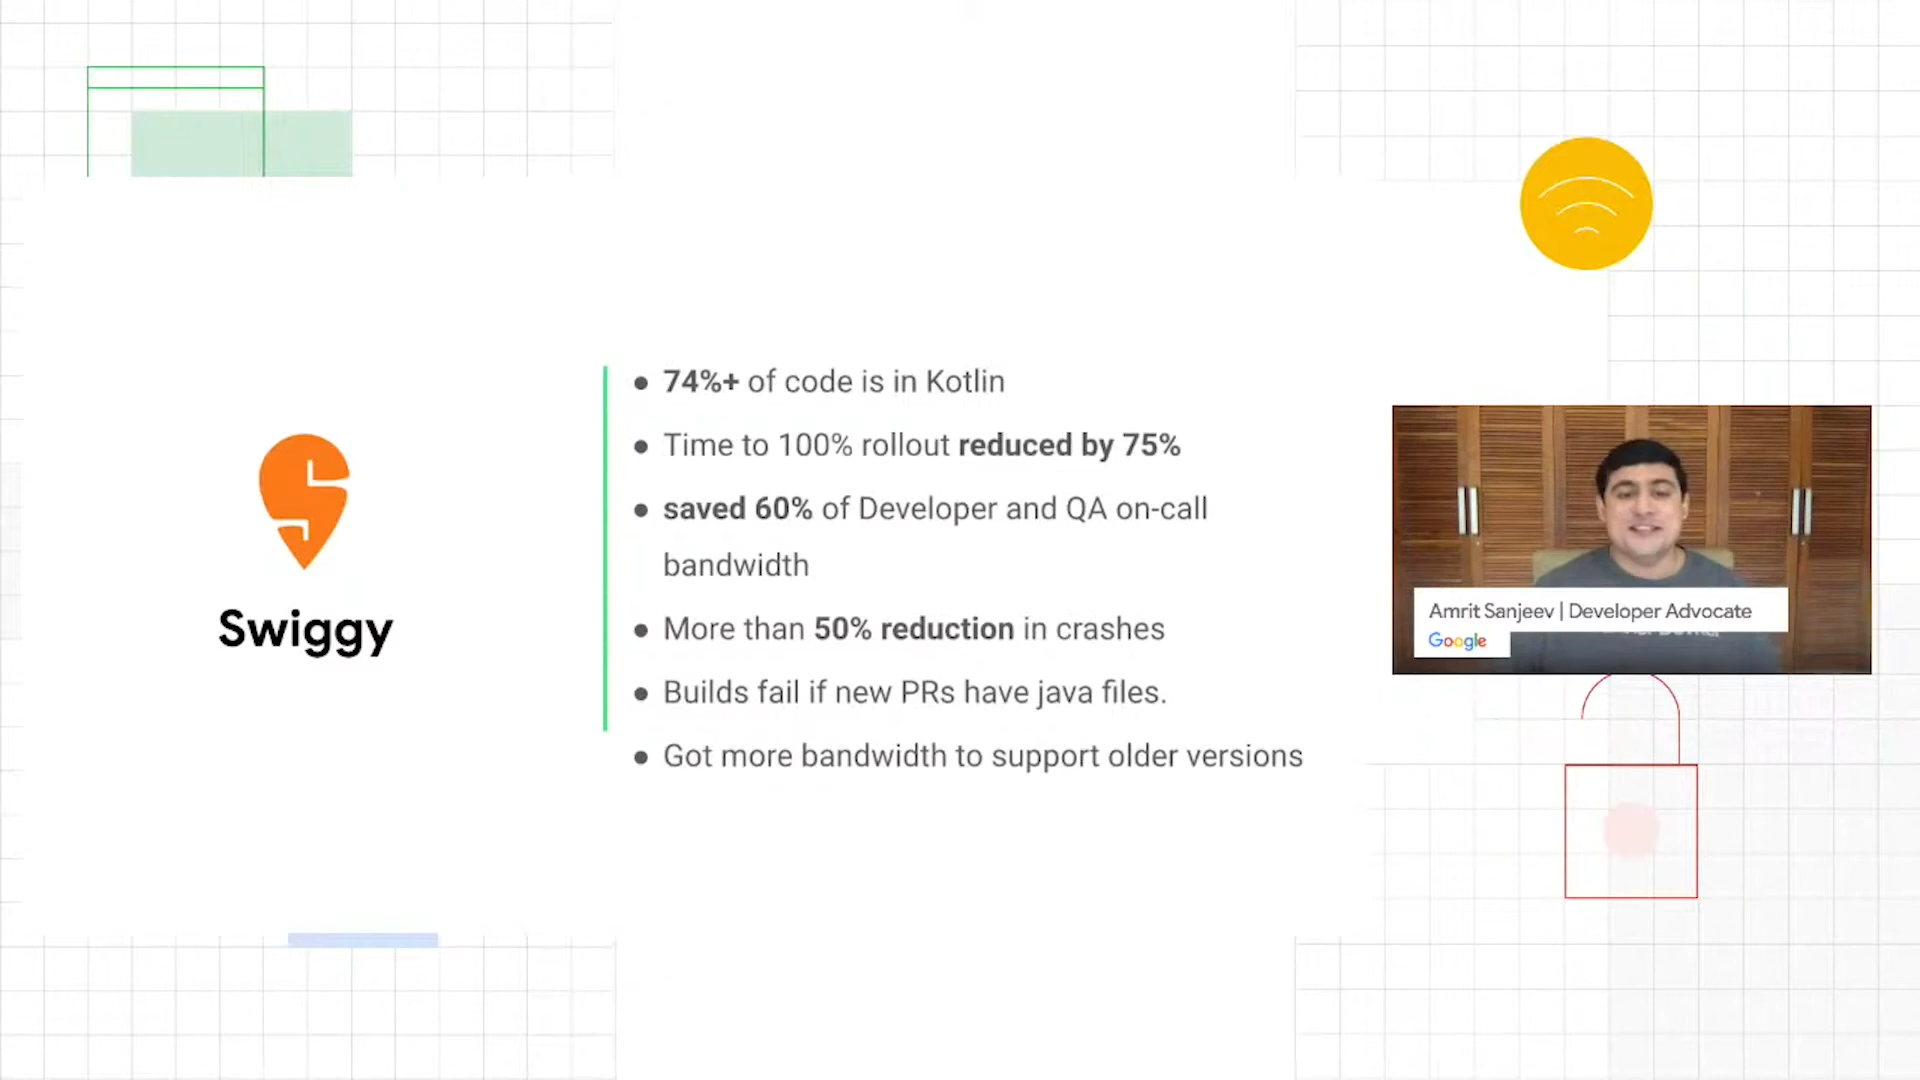 74%+ of code is in Kotlin
Time to 100% rollout reduced by 75%
saved 60% of Developer and QA on-call
bandwidth
More than 50% reduction in crashes
Builds fail if new PRs have java files.
Got more bandwidth to support older versions
Swiggy
Amrit Sanjeev | Developer Advocate
Google